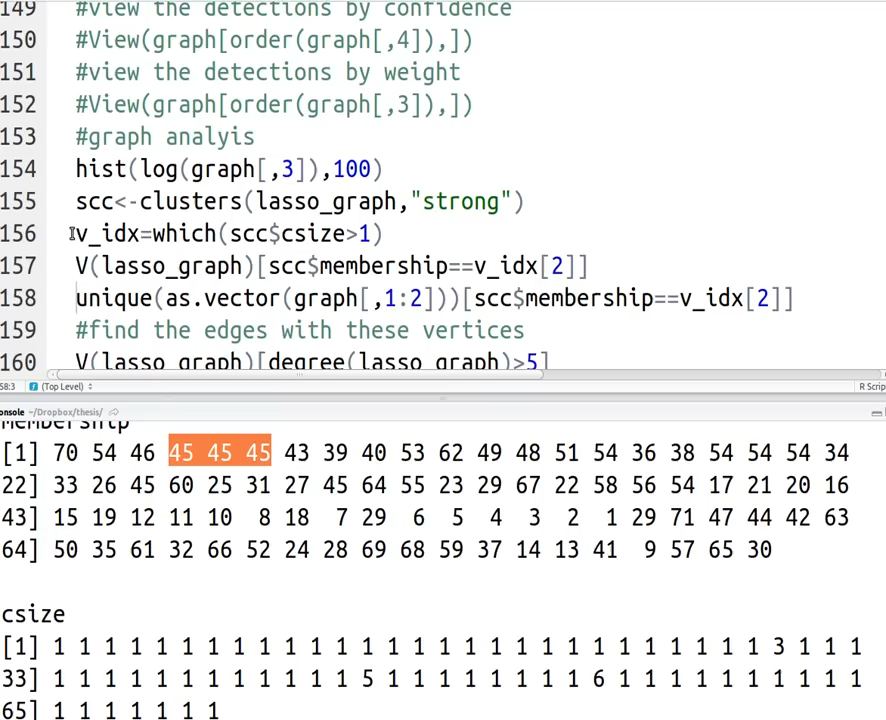 149 #view the detections by confidence
150 #View(graph[order(graph[,4]),])
151 #view the detections by weight
152 #View(graph[order(graph[,3]),])
153 #graph analyis
154 hist(log(graph[,3]),100)
155 scc<-clusters(lasso_graph,"strong")
156 v_idx=which(scc$csize>1)
157 V(lasso_graph)[scc$membership==v_idx[2]]
158 unique(as.vector(graph[,1:2]))[scc$membership==v_idx[2]]
159 #find the edges with these vertices
160 V(lasso_graph)[degree(lasso_graph)>5]
58:3 (Top Level) R Scrip
onsole ~/Dropbox/thesis/
membership
[1] 70 54 46 45 45 45 43 39 40 53 62 49 48 51 54 36 38 54 54 54 34
22] 33 26 45 60 25 31 27 45 64 55 23 29 67 22 58 56 54 17 21 20 16
43] 15 19 12 11 10 8 18 7 29 6 5 4 3 2 1 29 71 47 44 42 63
64] 50 35 61 32 66 52 24 28 69 68 59 37 14 13 41 9 57 65 30
csize
[1] 1 1 1 1 1 1 1 1 1 1 1 1 1 1 1 1 1 1 1 1 1 1 1 1 1 1 1 1 3 1 1 1
33] 1 1 1 1 1 1 1 1 1 1 1 1 5 1 1 1 1 1 1 1 1 6 1 1 1 1 1 1 1 1 1 1
65] 1 1 1 1 1 1 1